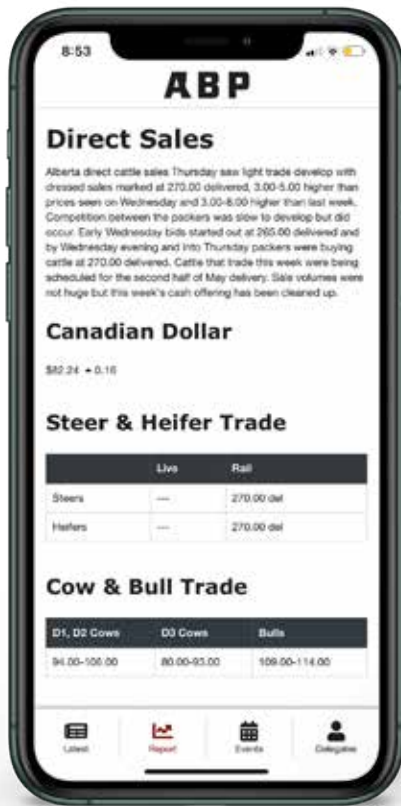 8:53
ABP
Direct Sales
Alberta direct cattle sales Thursday saw light trade develop with
dressed sales marked at 270.00 delivered, 3.00-5.00 higher than
prices seen on Wednesday and 3.00-8.00 higher than last week.
Competition between the packers was slow to develop but did
occur. Early Wednesday bids started out at 265.00 delivered and
by Wednesday evening and into Thursday packers were buying
cattle at 270.00 delivered. Cattle that trade this week were being
scheduled for the second half of May delivery. Sale volumes were
not huge but this week's cash offering has been cleaned up.
Canadian Dollar
$82.24 + 0.16
Steer & Heifer Trade
Live Rail
Steers --- 270.00 del
Heifers --- 270.00 del
Cow & Bull Trade
D1, D2 Cows D3 Cows Bulls
80.00-93.00 109.00-114.00
Latest Report Events Delegates